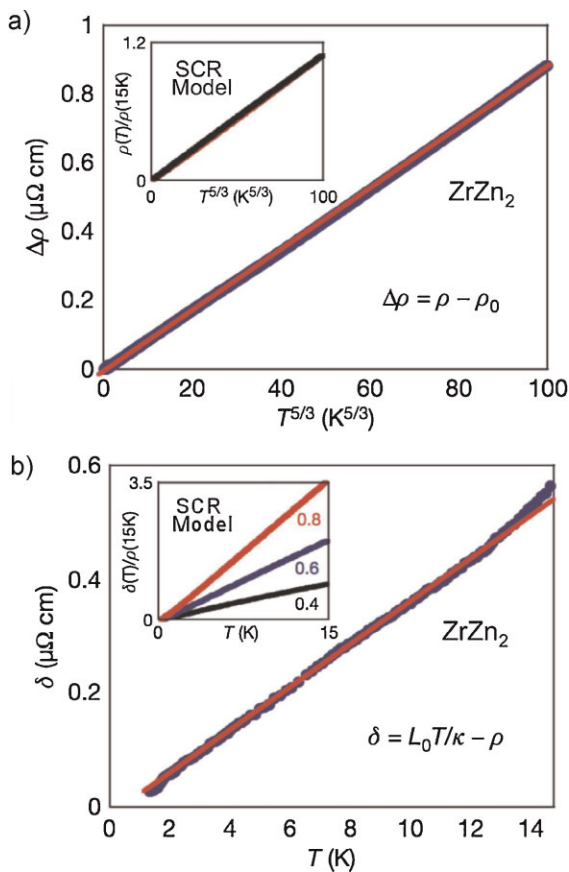 a)
1
0.8
0.6
0.4
0.2
0
Δρ (μΩ cm)
1.2
0
ρ(T)/ρ(15K)
SCR
Model
0
100
T^{5/3} (K^{5/3})
ZrZn₂
Δρ = ρ − ρ₀
0 20 40 60 80 100
T^{5/3} (K^{5/3})
b)
0.6
0.4
0.2
0
δ (μΩ cm)
3.5
0
δ(T)/ρ(15K)
SCR
Model
0.8
0.6
0.4
0 T (K) 15
ZrZn₂
δ = L₀T/κ − ρ
0 2 4 6 8 10 12 14
T (K)